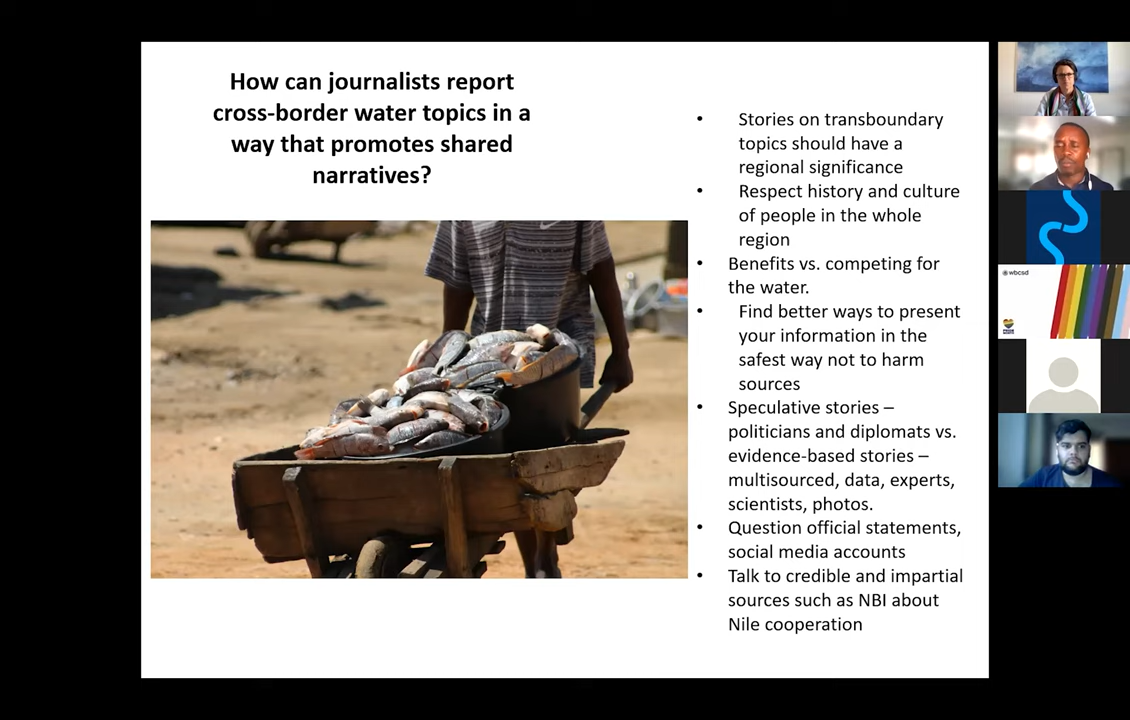 How can journalists report
cross-border water topics in a
way that promotes shared
narratives?
• Stories on transboundary
topics should have a
regional significance
• Respect history and culture
of people in the whole
region
• Benefits vs. competing for
the water.
• Find better ways to present
your information in the
safest way not to harm
sources
• Speculative stories –
politicians and diplomats vs.
evidence-based stories –
multisourced, data, experts,
scientists, photos.
• Question official statements,
social media accounts
• Talk to credible and impartial
sources such as NBI about
Nile cooperation
wbcsd